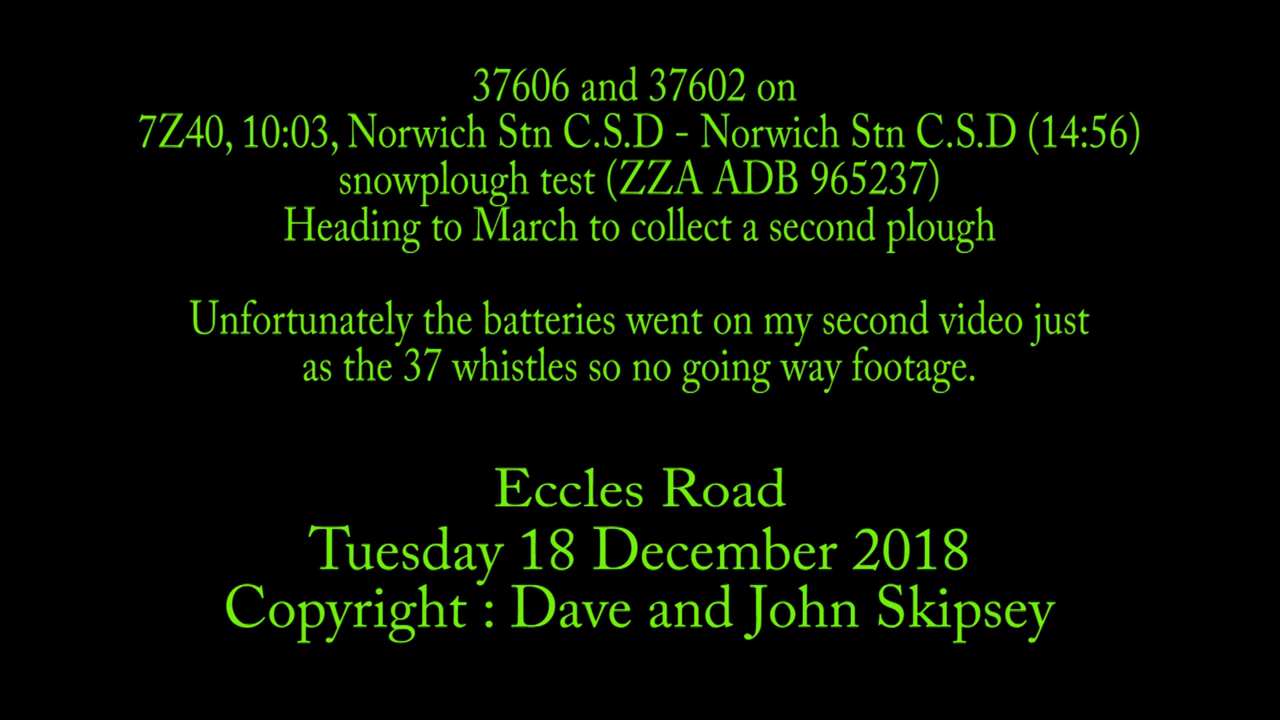 37606 and 37602 on
7Z40, 10:03, Norwich Stn C.S.D - Norwich Stn C.S.D (14:56)
snowplough test (ZZA ADB 965237)
Heading to March to collect a second plough
Unfortunately the batteries went on my second video just
as the 37 whistles so no going way footage.
Eccles Road
Tuesday 18 December 2018
Copyright : Dave and John Skipsey